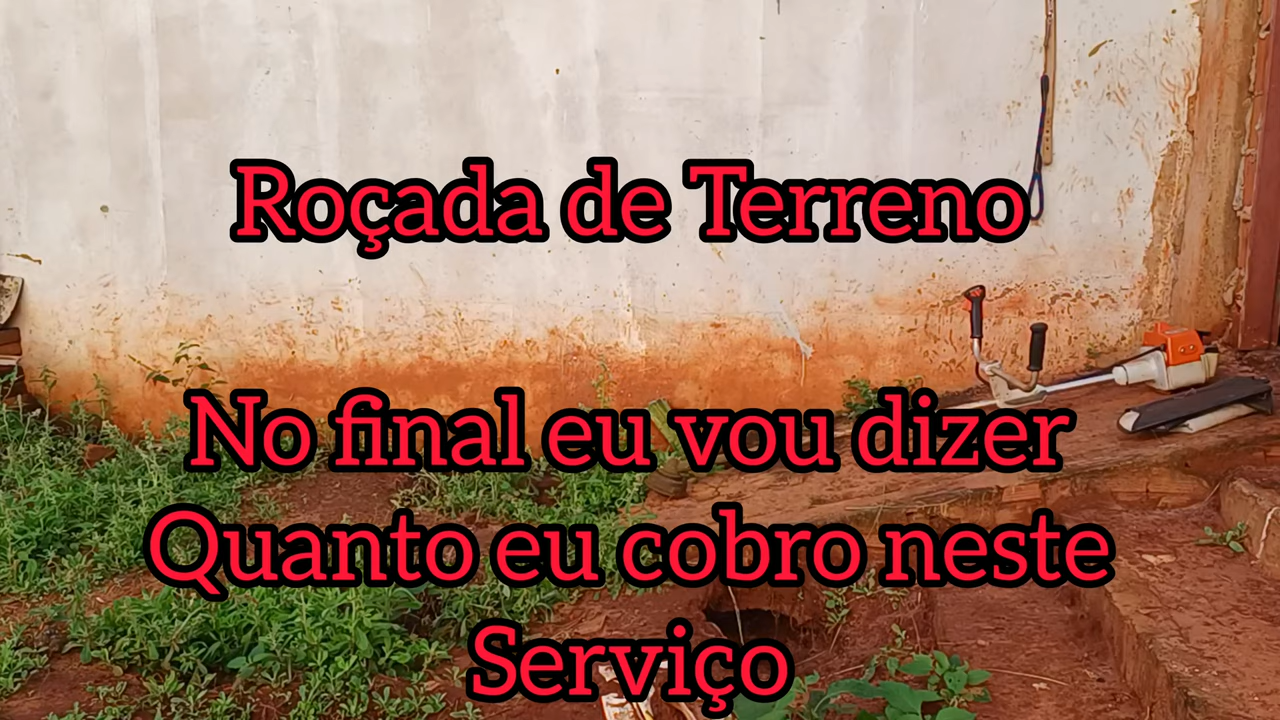 Roçada de Terreno
No final eu vou dizer
Quanto eu cobro neste
Serviço